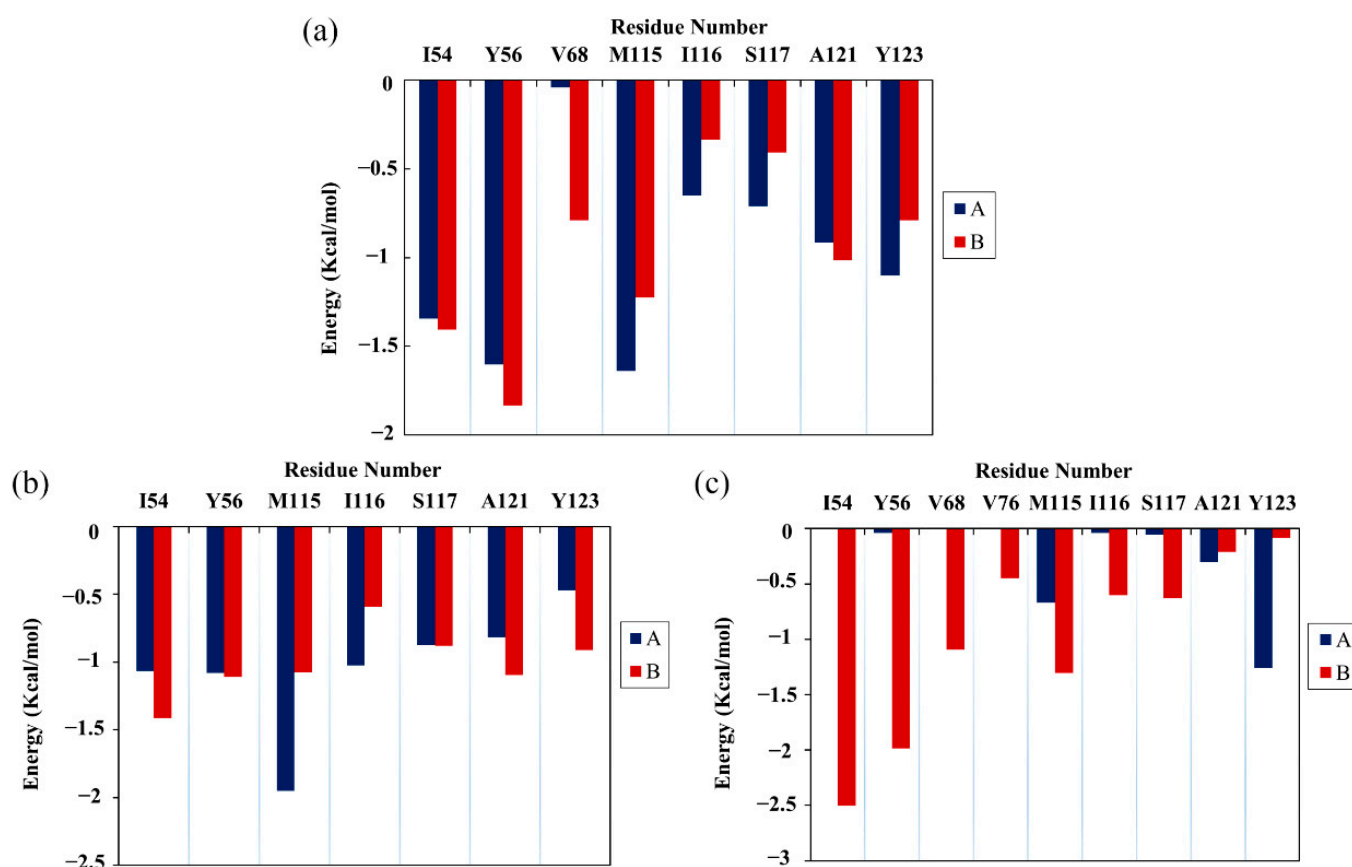 (a)
Residue Number
I54 Y56 V68 M115 I116 S117 A121 Y123
0
−0.5
−1
−1.5
−2
Energy (Kcal/mol)
A
B
(b)
Residue Number
I54 Y56 M115 I116 S117 A121 Y123
0
−0.5
−1
−1.5
−2
−2.5
Energy (Kcal/mol)
A
B
(c)
Residue Number
I54 Y56 V68 V76 M115 I116 S117 A121 Y123
0
−0.5
−1
−1.5
−2
−2.5
−3
Energy (Kcal/mol)
A
B